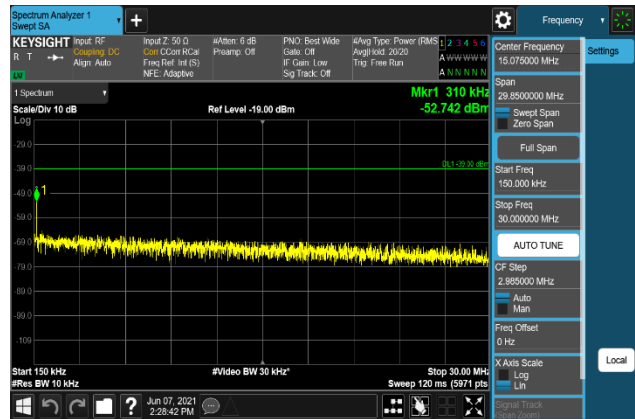 Spectrum Analyzer 1
Swept SA
Frequency
KEYSIGHT
R T
LW
Input: RF
Coupling: DC
Align: Auto
Input Z: 50 Ω
Corr CCorr RCal
Freq Ref: Int (S)
NFE: Adaptive
#Atten: 6 dB
Preamp: Off
PNO: Best Wide
Gate: Off
IF Gain: Low
Sig Track: Off
#Avg Type: Power (RMS
Avg|Hold: 20/20
Trig: Free Run
1 2 3 4 5 6
A W W W W W
A N N N N N
1 Spectrum
Scale/Div 10 dB
Ref Level -19.00 dBm
Mkr1 310 kHz
-52.742 dBm
Log
-29.0
-39.0
-49.0
-59.0
-69.0
-79.0
-89.0
-99.0
-109
DL1 -39.00 dBm
1
Start 150 kHz
#Res BW 10 kHz
#Video BW 30 kHz*
Stop 30.00 MHz
Sweep 120 ms (5971 pts
Center Frequency
15.075000 MHz
Span
29.8500000 MHz
Swept Span
Zero Span
Full Span
Start Freq
150.000 kHz
Stop Freq
30.000000 MHz
AUTO TUNE
CF Step
2.985000 MHz
Auto
Man
Freq Offset
0 Hz
X Axis Scale
Log
Lin
Signal Track
(Span Zoom)
Settings
Local
?
Jun 07, 2021
2:28:42 PM